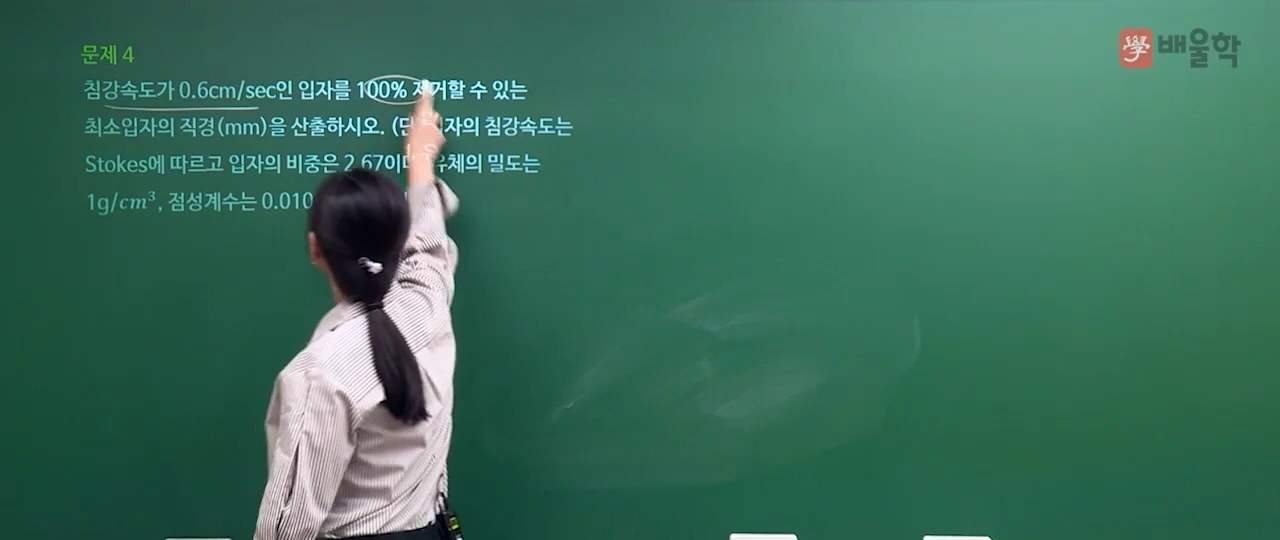 문제 4
침강속도가 0.6cm/sec인 입자를 100% 제거할 수 있는
최소입자의 직경(mm)을 산출하시오. (단, 입자의 침강속도는
Stokes에 따르고 입자의 비중은 2.67이며 유체의 밀도는
1g/cm³, 점성계수는 0.010
學 배울학